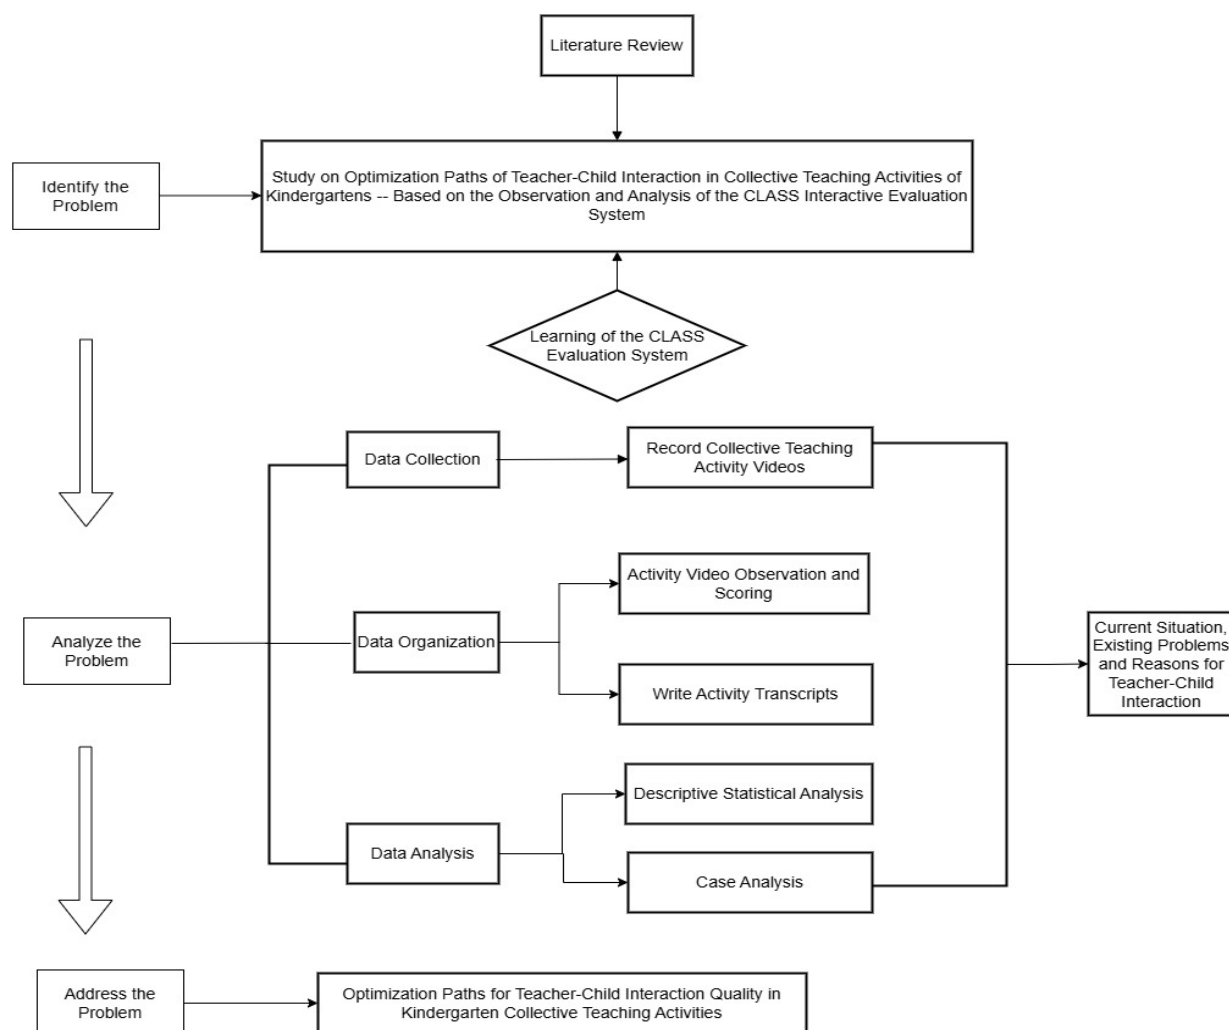 Literature Review
Identify the
Problem
Study on Optimization Paths of Teacher-Child Interaction in Collective Teaching Activities of
Kindergartens -- Based on the Observation and Analysis of the CLASS Interactive Evaluation
System
Learning of the CLASS
Evaluation System
Data Collection
Record Collective Teaching
Activity Videos
Activity Video Observation and
Scoring
Analyze the
Problem
Data Organization
Write Activity Transcripts
Current Situation,
Existing Problems
and Reasons for
Teacher-Child
Interaction
Descriptive Statistical Analysis
Data Analysis
Case Analysis
Address the
Problem
Optimization Paths for Teacher-Child Interaction Quality in
Kindergarten Collective Teaching Activities